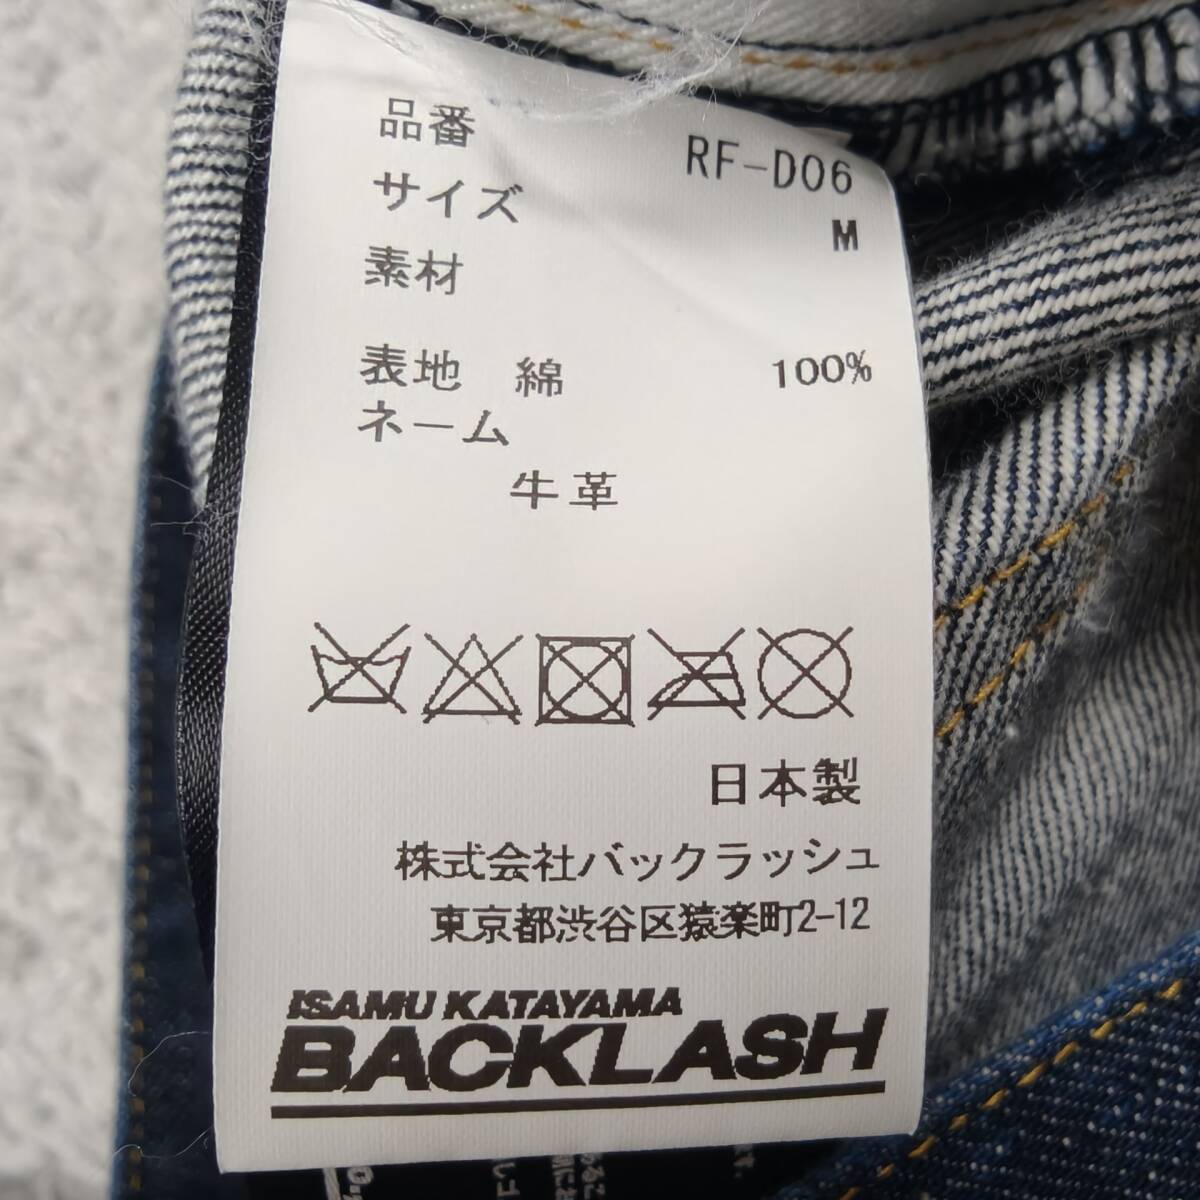 品番 RF-D06
サイズ M
素材
表地 綿 100%
ネーム
牛革
日本製
株式会社バックラッシュ
東京都渋谷区猿楽町2-12
ISAMU KATAYAMA
BACKLASH